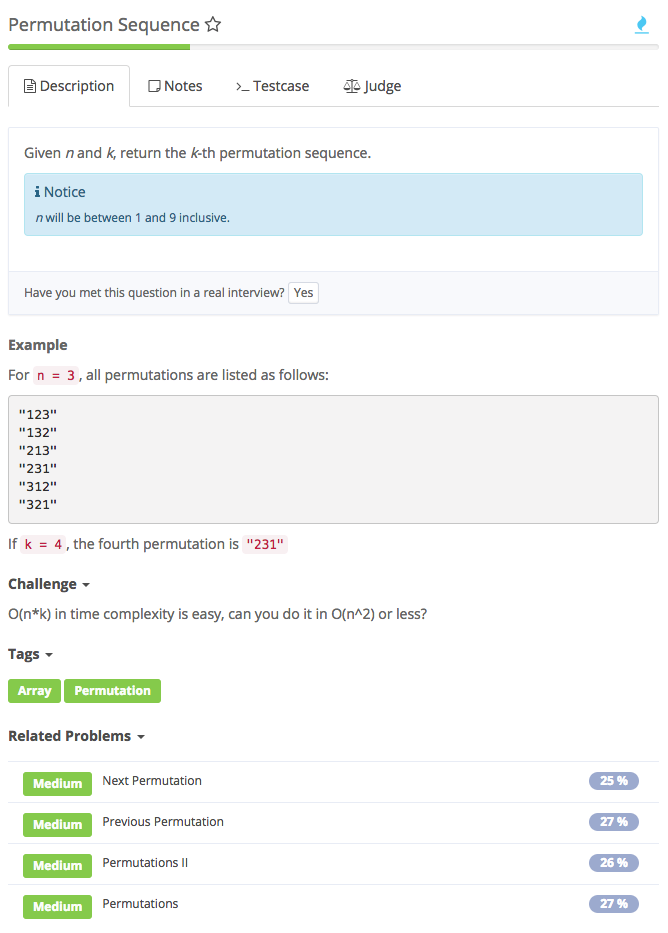 Permutation Sequence
Description
Notes
>_ Testcase
Judge
Given n and k, return the k-th permutation sequence.
Notice
n will be between 1 and 9 inclusive.
Have you met this question in a real interview? Yes
Example
For n = 3 , all permutations are listed as follows:
"123"
"132"
"213"
"231"
"312"
"321"
If k = 4 , the fourth permutation is "231"
Challenge
O(n*k) in time complexity is easy, can you do it in O(n^2) or less?
Tags
Array Permutation
Related Problems
Medium Next Permutation 25 %
Medium Previous Permutation 27 %
Medium Permutations II 26 %
Medium Permutations 27 %